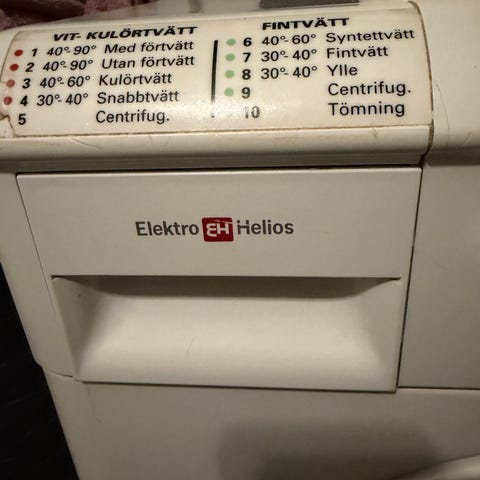 VIT- KULÖRTVÄTT
1 40°-90° Med förtvätt
2 40°-90° Utan förtvätt
3 40°-60° Kulörtvätt
4 30°-40° Snabbtvätt
5 Centrifug.
FINTVÄTT
6 40°-60° Syntettvätt
7 30°-40° Fintvätt
8 30°-40° Ylle
9 Centrifug.
10 Tömning
Elektro EH Helios